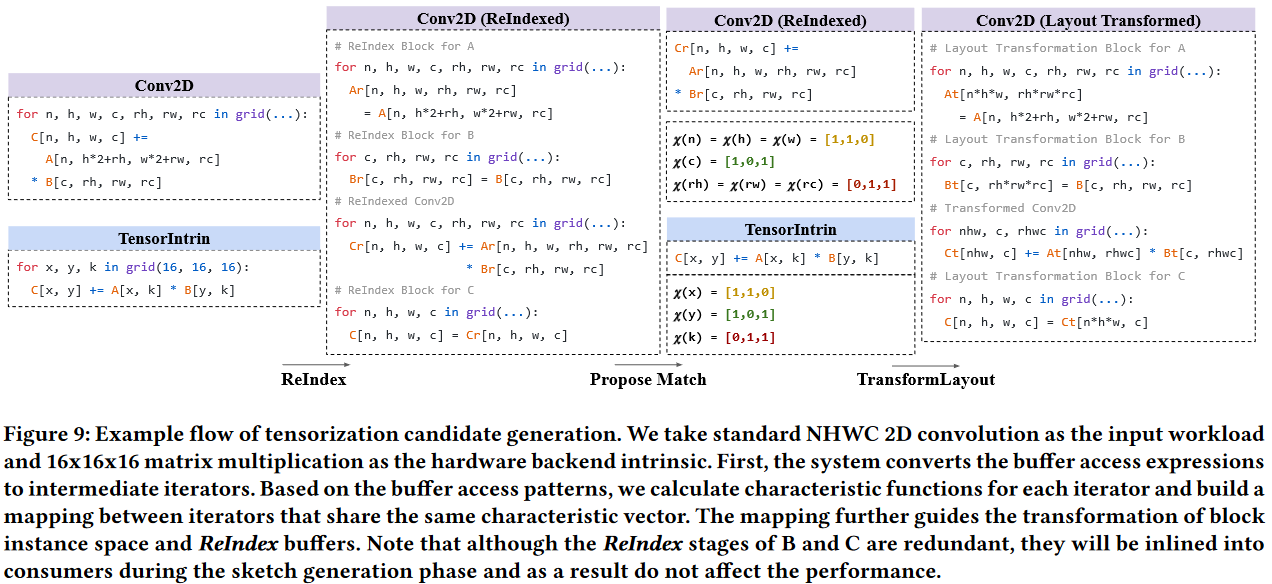 Conv2D
for n, h, w, c, rh, rw, rc in grid(...):
C[n, h, w, c] +=
A[n, h*2+rh, w*2+rw, rc]
* B[c, rh, rw, rc]
TensorIntrin
for x, y, k in grid(16, 16, 16):
C[x, y] += A[x, k] * B[y, k]
Conv2D (ReIndexed)
# ReIndex Block for A
for n, h, w, c, rh, rw, rc in grid(...):
Ar[n, h, w, rh, rw, rc]
= A[n, h*2+rh, w*2+rw, rc]
# ReIndex Block for B
for c, rh, rw, rc in grid(...):
Br[c, rh, rw, rc] = B[c, rh, rw, rc]
# ReIndexed Conv2D
for n, h, w, c, rh, rw, rc in grid(...):
Cr[n, h, w, c] += Ar[n, h, w, rh, rw, rc]
* Br[c, rh, rw, rc]
# ReIndex Block for C
for n, h, w, c in grid(...):
C[n, h, w, c] = Cr[n, h, w, c]
Conv2D (ReIndexed)
Cr[n, h, w, c] +=
Ar[n, h, w, rh, rw, rc]
* Br[c, rh, rw, rc]
χ(n) = χ(h) = χ(w) = [1,1,0]
χ(c) = [1,0,1]
χ(rh) = χ(rw) = χ(rc) = [0,1,1]
TensorIntrin
C[x, y] += A[x, k] * B[y, k]
χ(x) = [1,1,0]
χ(y) = [1,0,1]
χ(k) = [0,1,1]
Conv2D (Layout Transformed)
# Layout Transformation Block for A
for n, h, w, c, rh, rw, rc in grid(...):
At[n*h*w, rh*rw*rc]
= A[n, h*2+rh, w*2+rw, rc]
# Layout Transformation Block for B
for c, rh, rw, rc in grid(...):
Bt[c, rh*rw*rc] = B[c, rh, rw, rc]
# Transformed Conv2D
for nhw, c, rhwc in grid(...):
Ct[nhw, c] += At[nhw, rhwc] * Bt[c, rhwc]
# Layout Transformation Block for C
for n, h, w, c in grid(...):
C[n, h, w, c] = Ct[n*h*w, c]
ReIndex
Propose Match
TransformLayout
Figure 9: Example flow of tensorization candidate generation. We take standard NHWC 2D convolution as the input workload
and 16x16x16 matrix multiplication as the hardware backend intrinsic. First, the system converts the buffer access expressions
to intermediate iterators. Based on the buffer access patterns, we calculate characteristic functions for each iterator and build a
mapping between iterators that share the same characteristic vector. The mapping further guides the transformation of block
instance space and ReIndex buffers. Note that although the ReIndex stages of B and C are redundant, they will be inlined into
consumers during the sketch generation phase and as a result do not affect the performance.